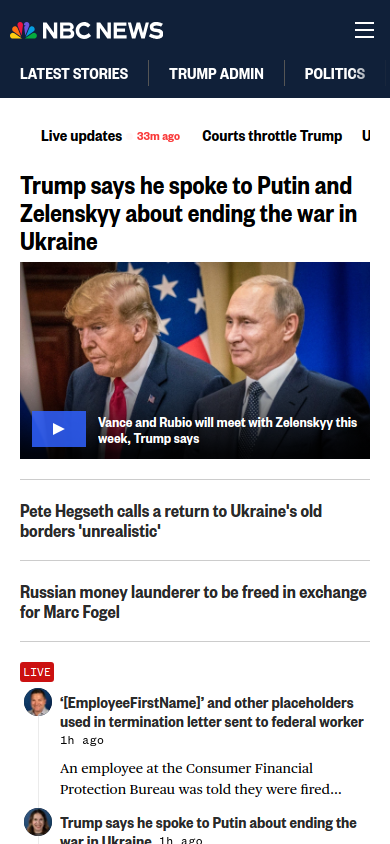 NBC NEWS
LATEST STORIES
TRUMP ADMIN
POLITICS
Live updates 33m ago Courts throttle Trump U
Trump says he spoke to Putin and
Zelenskyy about ending the war in
Ukraine
Vance and Rubio will meet with Zelenskyy this
week, Trump says
Pete Hegseth calls a return to Ukraine's old
borders 'unrealistic'
Russian money launderer to be freed in exchange
for Marc Fogel
LIVE
‘[EmployeeFirstName]’ and other placeholders
used in termination letter sent to federal worker
1h ago
An employee at the Consumer Financial
Protection Bureau was told they were fired...
Trump says he spoke to Putin about ending the
war in Ukraine 1h ago